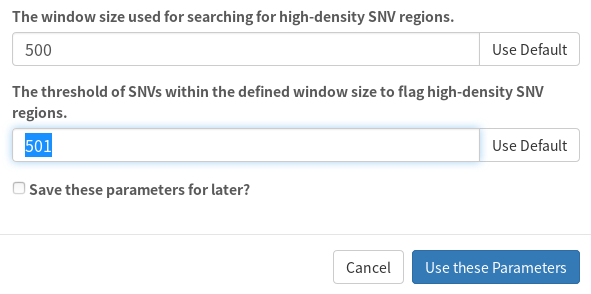 The window size used for searching for high-density SNV regions.
500 Use Default
The threshold of SNVs within the defined window size to flag high-density SNV
regions.
501 Use Default
Save these parameters for later?
Cancel Use these Parameters